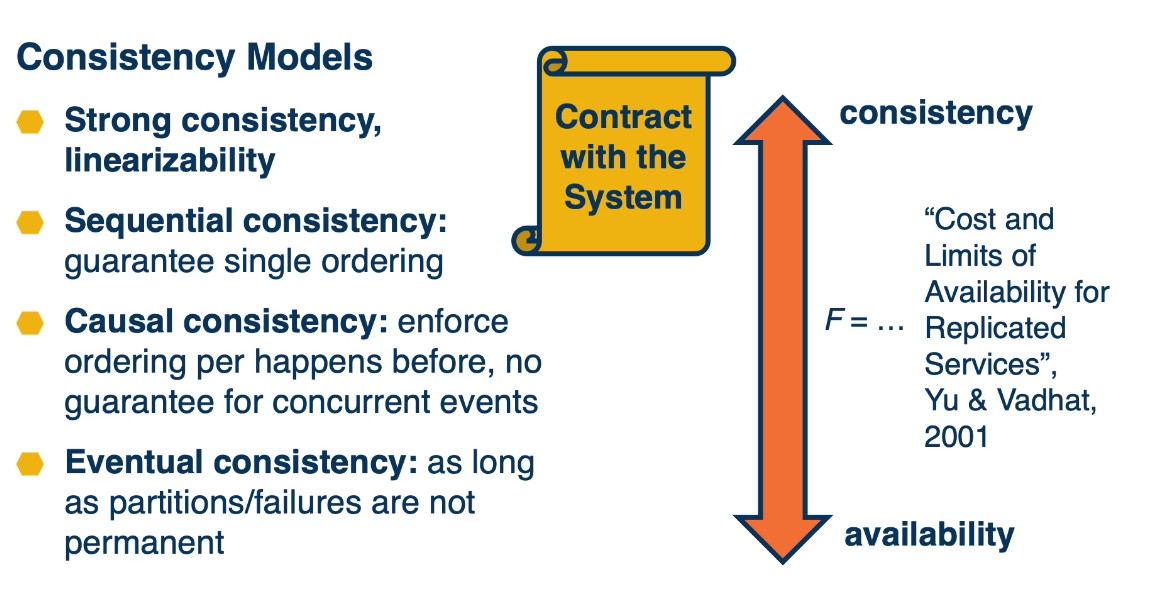 Consistency Models
Strong consistency,
linearizability
Sequential consistency:
guarantee single ordering
Causal consistency: enforce
ordering per happens before, no
guarantee for concurrent events
Eventual consistency: as long
as partitions/failures are not
permanent
Contract
with the
System
consistency
F = …
“Cost and
Limits of
Availability for
Replicated
Services”,
Yu & Vadhat,
2001
availability